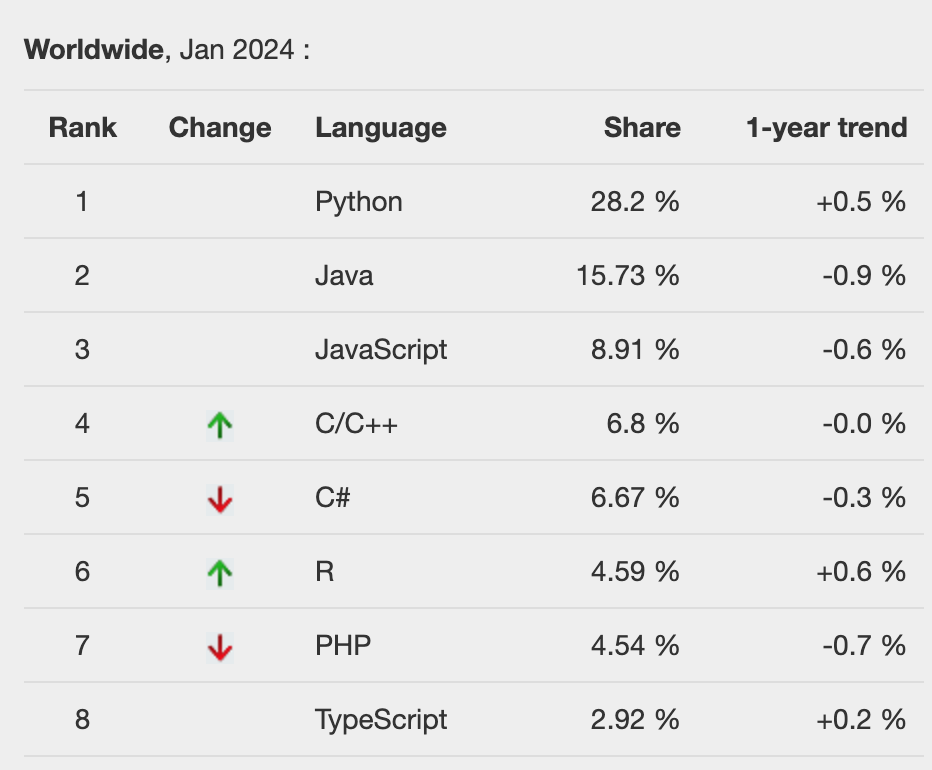 Worldwide, Jan 2024 :
Rank Change Language Share 1-year trend
1 Python 28.2 % +0.5 %
2 Java 15.73 % -0.9 %
3 JavaScript 8.91 % -0.6 %
4 C/C++ 6.8 % -0.0 %
5 C# 6.67 % -0.3 %
6 R 4.59 % +0.6 %
7 PHP 4.54 % -0.7 %
8 TypeScript 2.92 % +0.2 %